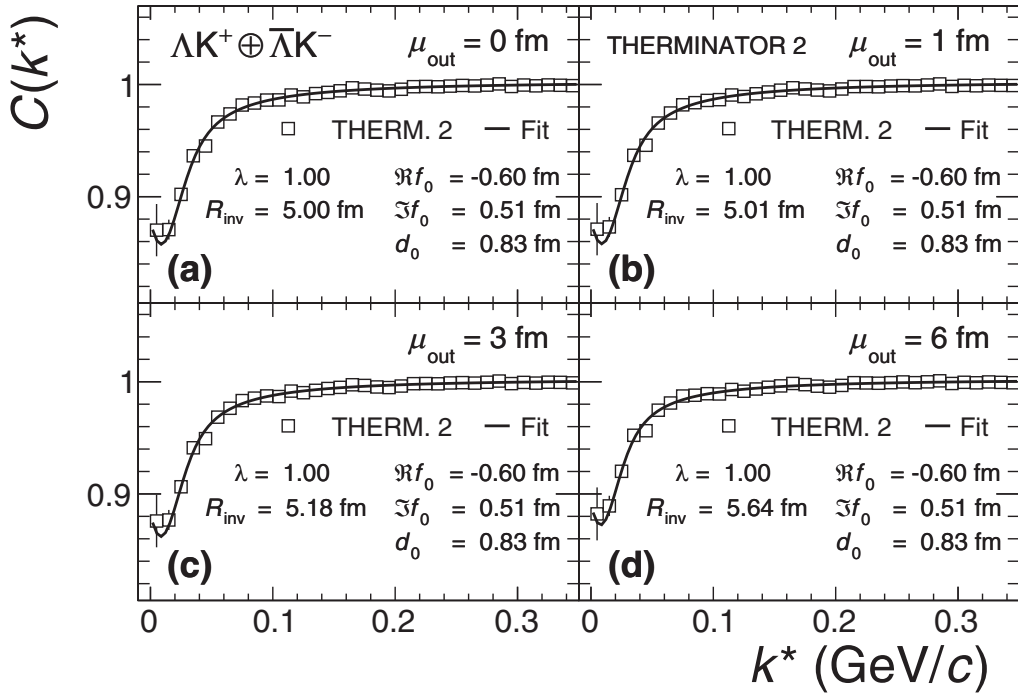 C(k*)
ΛK⁺ ⊕ Λ̅K⁻
μ_out = 0 fm
1
0.9
THERM. 2 Fit
λ = 1.00 ℜf₀ = -0.60 fm
R_inv = 5.00 fm ℑf₀ = 0.51 fm
d₀ = 0.83 fm
(a)
THERMINATOR 2 μ_out = 1 fm
THERM. 2 Fit
λ = 1.00 ℜf₀ = -0.60 fm
R_inv = 5.01 fm ℑf₀ = 0.51 fm
d₀ = 0.83 fm
(b)
μ_out = 3 fm
1
0.9
THERM. 2 Fit
λ = 1.00 ℜf₀ = -0.60 fm
R_inv = 5.18 fm ℑf₀ = 0.51 fm
d₀ = 0.83 fm
(c)
0 0.1 0.2 0.3
μ_out = 6 fm
THERM. 2 Fit
λ = 1.00 ℜf₀ = -0.60 fm
R_inv = 5.64 fm ℑf₀ = 0.51 fm
d₀ = 0.83 fm
(d)
0 0.1 0.2 0.3
k* (GeV/c)